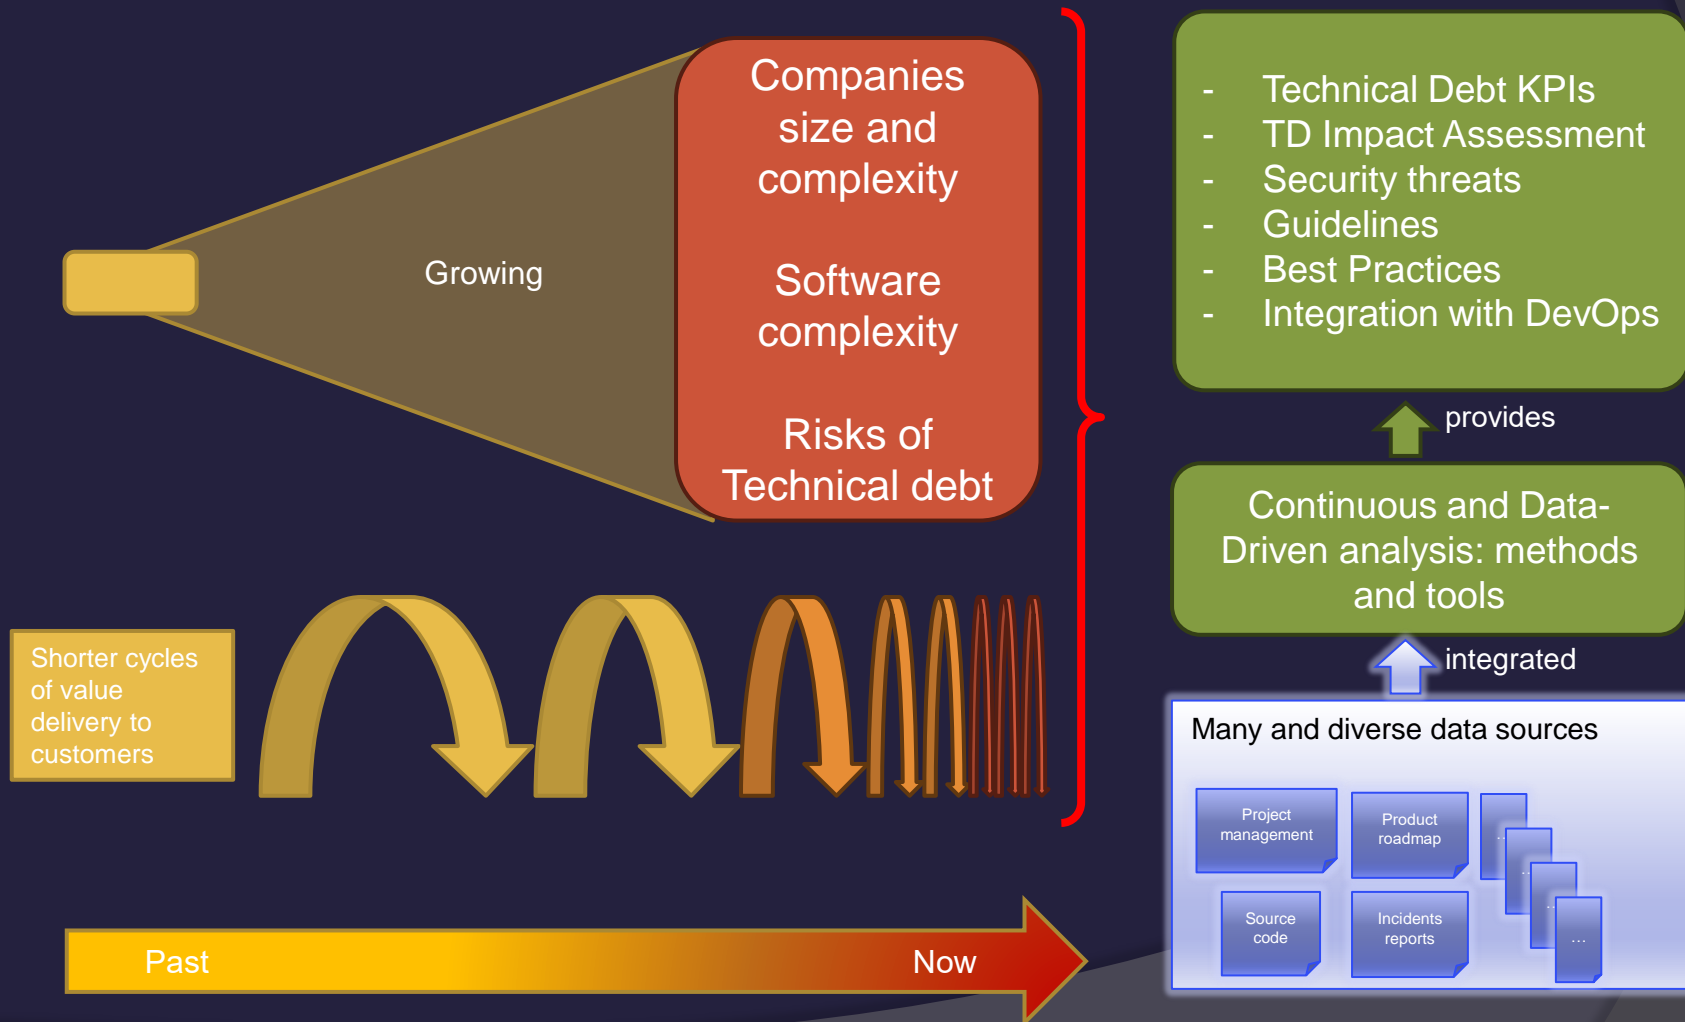 Companies
size and
complexity
Software
complexity
Risks of
Technical debt
Growing
Shorter cycles
of value
delivery to
customers
Past
Now
- Technical Debt KPIs
- TD Impact Assessment
- Security threats
- Guidelines
- Best Practices
- Integration with DevOps
provides
Continuous and Data-
Driven analysis: methods
and tools
integrated
Many and diverse data sources
Project
management
Product
roadmap
Source
code
Incidents
reports
...
...
...
...